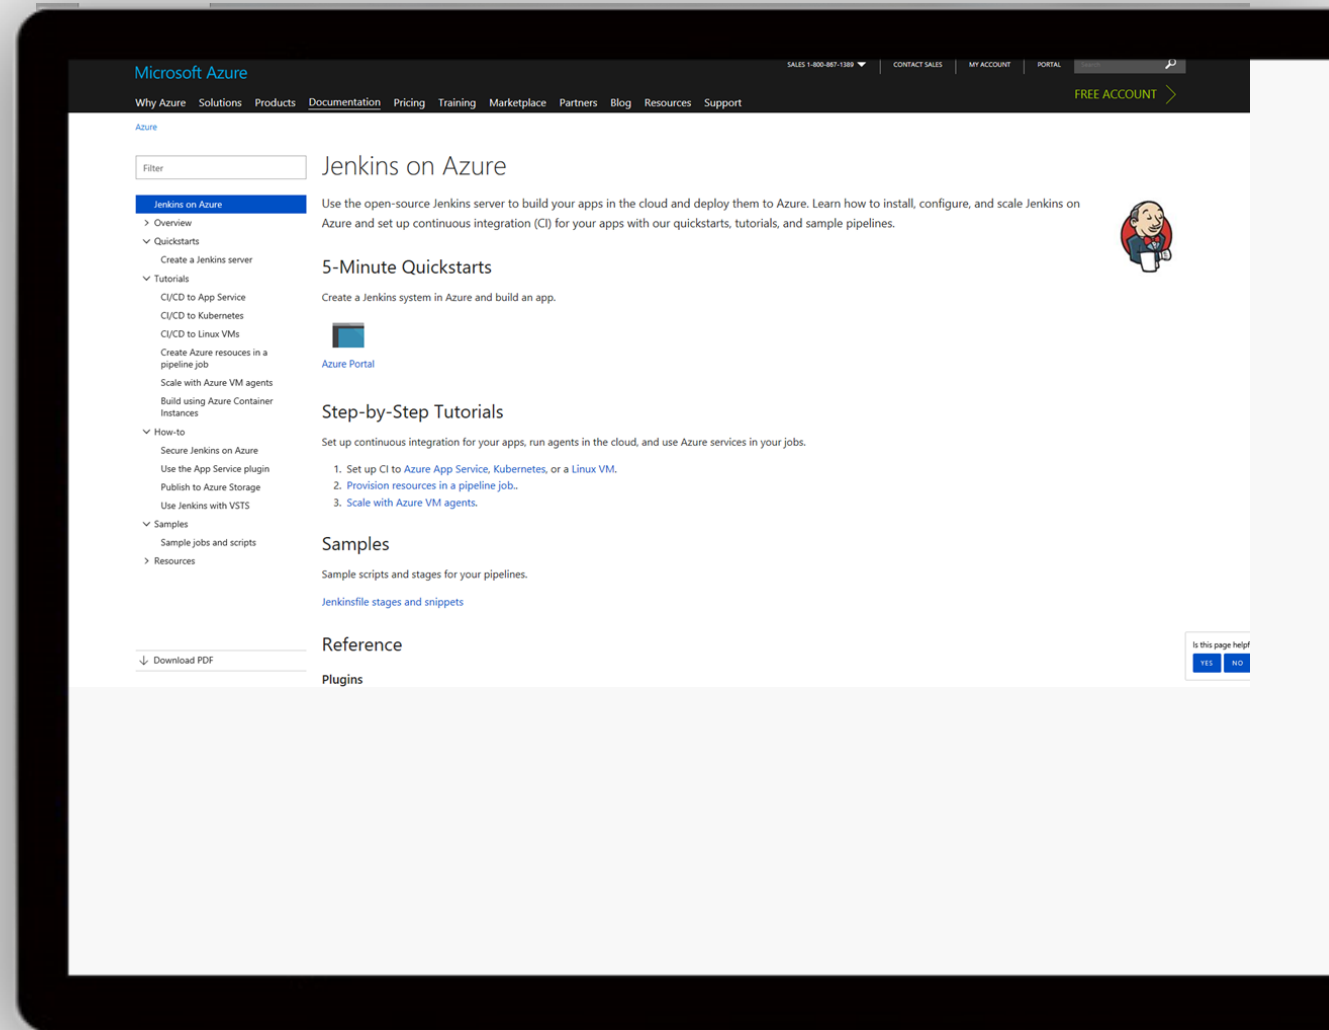 Microsoft Azure
SALES 1-800-867-1389
CONTACT SALES
MY ACCOUNT
PORTAL
Search
FREE ACCOUNT
Why Azure Solutions Products Documentation Pricing Training Marketplace Partners Blog Resources Support
Azure
Filter
Jenkins on Azure
Overview
Quickstarts
Create a Jenkins server
Tutorials
CI/CD to App Service
CI/CD to Kubernetes
CI/CD to Linux VMs
Create Azure resouces in a
pipeline job
Scale with Azure VM agents
Build using Azure Container
Instances
How-to
Secure Jenkins on Azure
Use the App Service plugin
Publish to Azure Storage
Use Jenkins with VSTS
Samples
Sample jobs and scripts
Resources
Download PDF
Jenkins on Azure
Use the open-source Jenkins server to build your apps in the cloud and deploy them to Azure. Learn how to install, configure, and scale Jenkins on
Azure and set up continuous integration (CI) for your apps with our quickstarts, tutorials, and sample pipelines.
5-Minute Quickstarts
Create a Jenkins system in Azure and build an app.
Azure Portal
Step-by-Step Tutorials
Set up continuous integration for your apps, run agents in the cloud, and use Azure services in your jobs.
1. Set up CI to Azure App Service, Kubernetes, or a Linux VM.
2. Provision resources in a pipeline job..
3. Scale with Azure VM agents.
Samples
Sample scripts and stages for your pipelines.
Jenkinsfile stages and snippets
Reference
Plugins
Is this page helpf
YES NO